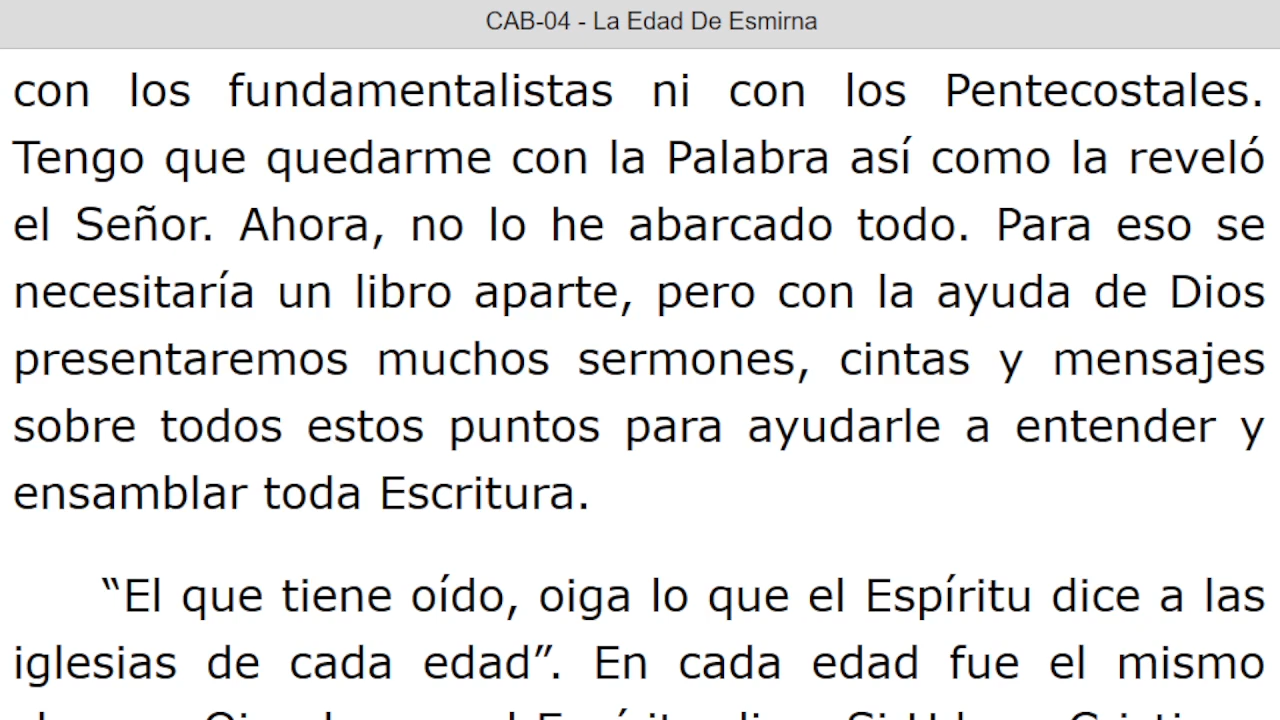 CAB-04 - La Edad De Esmirna
con los fundamentalistas ni con los Pentecostales.
Tengo que quedarme con la Palabra así como la reveló
el Señor. Ahora, no lo he abarcado todo. Para eso se
necesitaría un libro aparte, pero con la ayuda de Dios
presentaremos muchos sermones, cintas y mensajes
sobre todos estos puntos para ayudarle a entender y
ensamblar toda Escritura.
“El que tiene oído, oiga lo que el Espíritu dice a las
iglesias de cada edad”. En cada edad fue el mismo